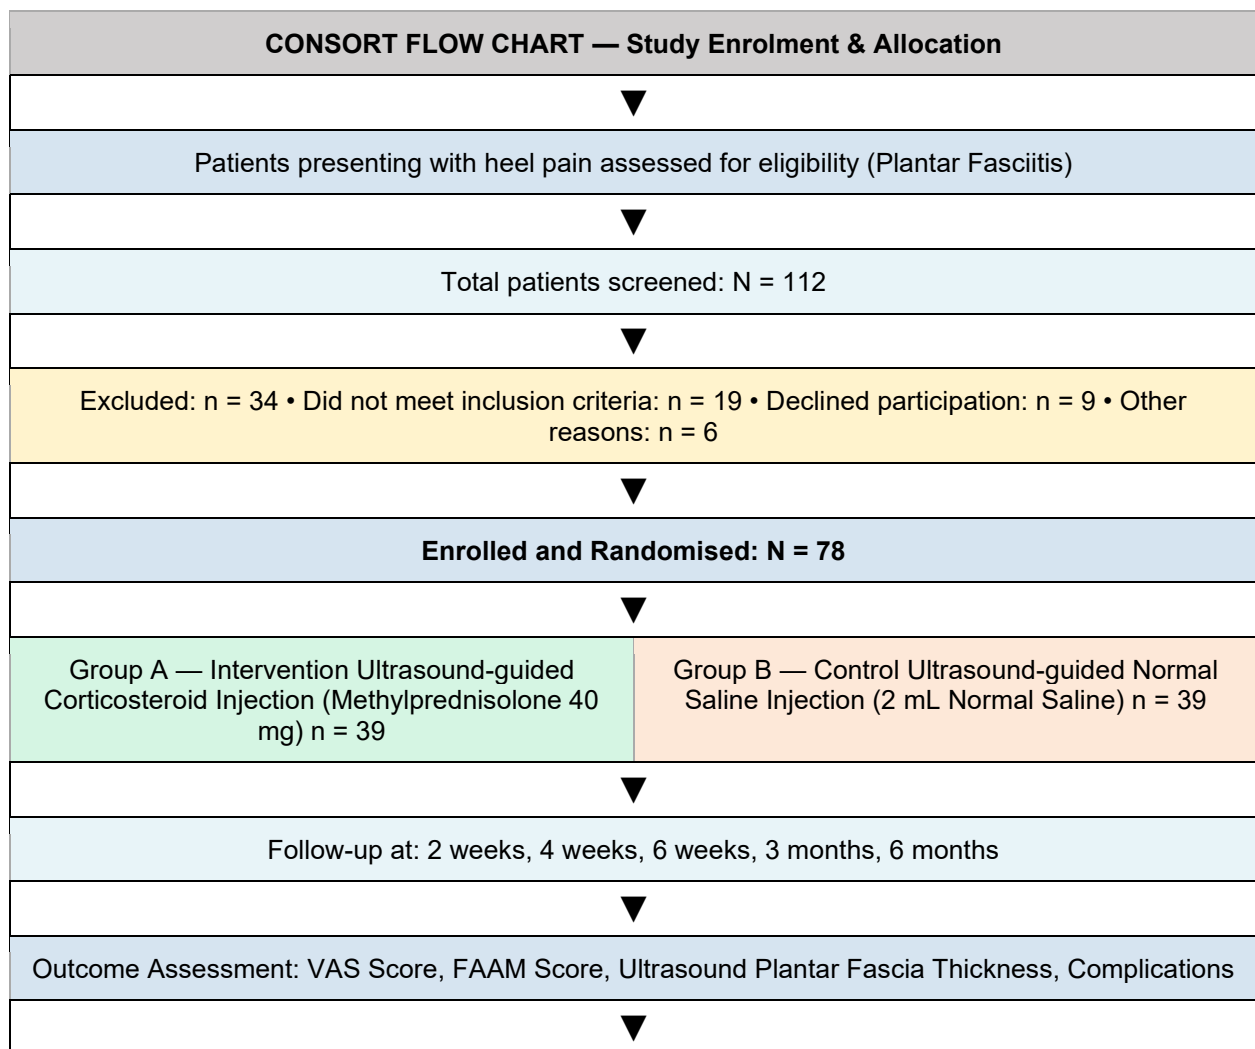 CONSORT FLOW CHART — Study Enrolment & Allocation
Patients presenting with heel pain assessed for eligibility (Plantar Fasciitis)
Total patients screened: N = 112
Excluded: n = 34 • Did not meet inclusion criteria: n = 19 • Declined participation: n = 9 • Other
reasons: n = 6
Enrolled and Randomised: N = 78
Group A — Intervention Ultrasound-guided
Corticosteroid Injection (Methylprednisolone 40
mg) n = 39
Group B — Control Ultrasound-guided Normal
Saline Injection (2 mL Normal Saline) n = 39
Follow-up at: 2 weeks, 4 weeks, 6 weeks, 3 months, 6 months
Outcome Assessment: VAS Score, FAAM Score, Ultrasound Plantar Fascia Thickness, Complications